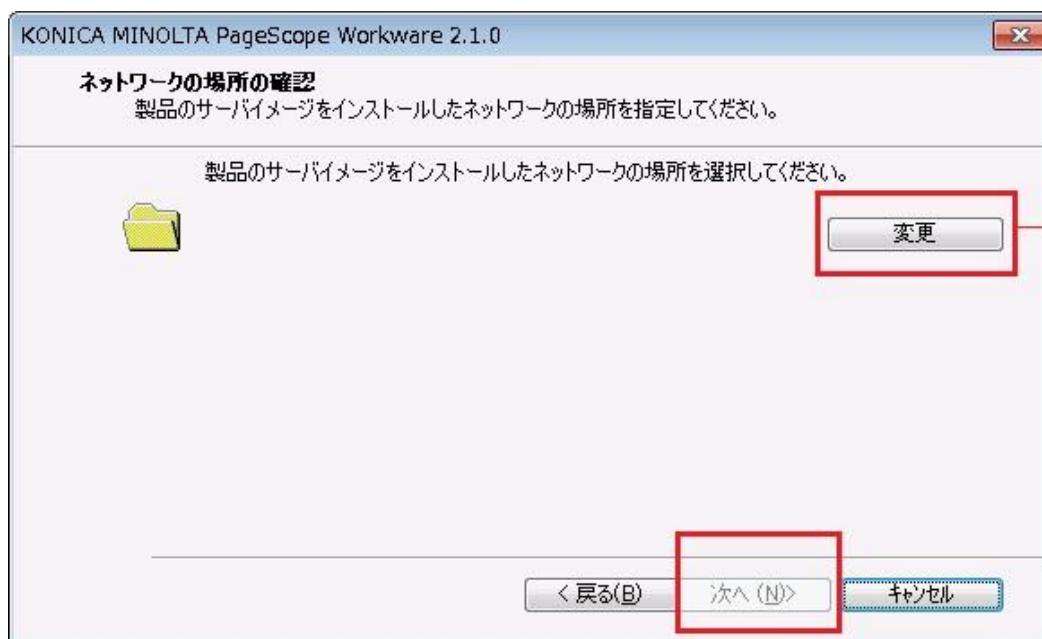 KONICA MINOLTA PageScope Workware 2.1.0
ネットワークの場所の確認
製品のサーバイメージをインストールしたネットワークの場所を指定してください。
製品のサーバイメージをインストールしたネットワークの場所を選択してください。
変更
< 戻る(B)
次へ (N)>
キャンセル